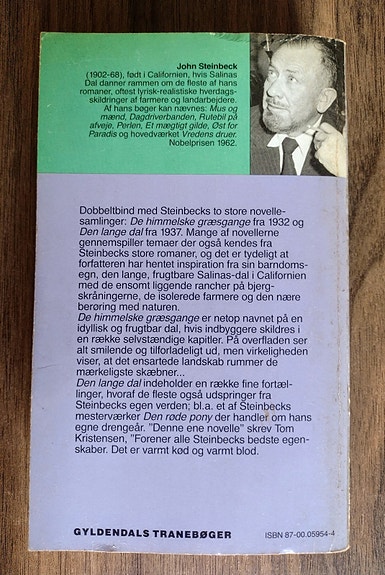 John Steinbeck
(1902-68), født i Californien, hvis Salinas
Dal danner rammen om de fleste af hans
romaner, oftest lyrisk-realistiske hverdags-
skildringer af farmere og landarbejdere.
Af hans bøger kan nævnes: Mus og
mænd, Dagdriverbanden, Rutebil på
afveje, Perlen, Et mægtigt gilde, Øst for
Paradis og hovedværket Vredens druer.
Nobelprisen 1962.
Dobbeltbind med Steinbecks to store novelle-
samlinger: De himmelske græsgange fra 1932 og
Den lange dal fra 1937. Mange af novellerne
gennemspiller temaer der også kendes fra
Steinbecks store romaner, og det er tydeligt at
forfatteren har hentet inspiration fra sin barndoms-
egn, den lange, frugtbare Salinas-dal i Californien
med de ensomt liggende rancher på bjerg-
skråningerne, de isolerede farmere og den nære
berøring med naturen.
De himmelske græsgange er netop navnet på en
idyllisk og frugtbar dal, hvis indbyggere skildres i
en række selvstændige kapitler. På overfladen ser
alt smilende og tilforladeligt ud, men virkeligheden
viser, at det ensartede landskab rummer de
mærkeligste skæbner...
Den lange dal indeholder en række fine fortæl-
linger, hvoraf de fleste også udspringer fra
Steinbecks egen verden; bl.a. et af Steinbecks
mesterværker Den røde pony der handler om hans
egne drengeår. "Denne ene novelle" skrev Tom
Kristensen, "Forener alle Steinbecks bedste egen-
skaber. Det er varmt kød og varmt blod.
GYLDENDALS TRANEBØGER
ISBN 87-00.05954-4